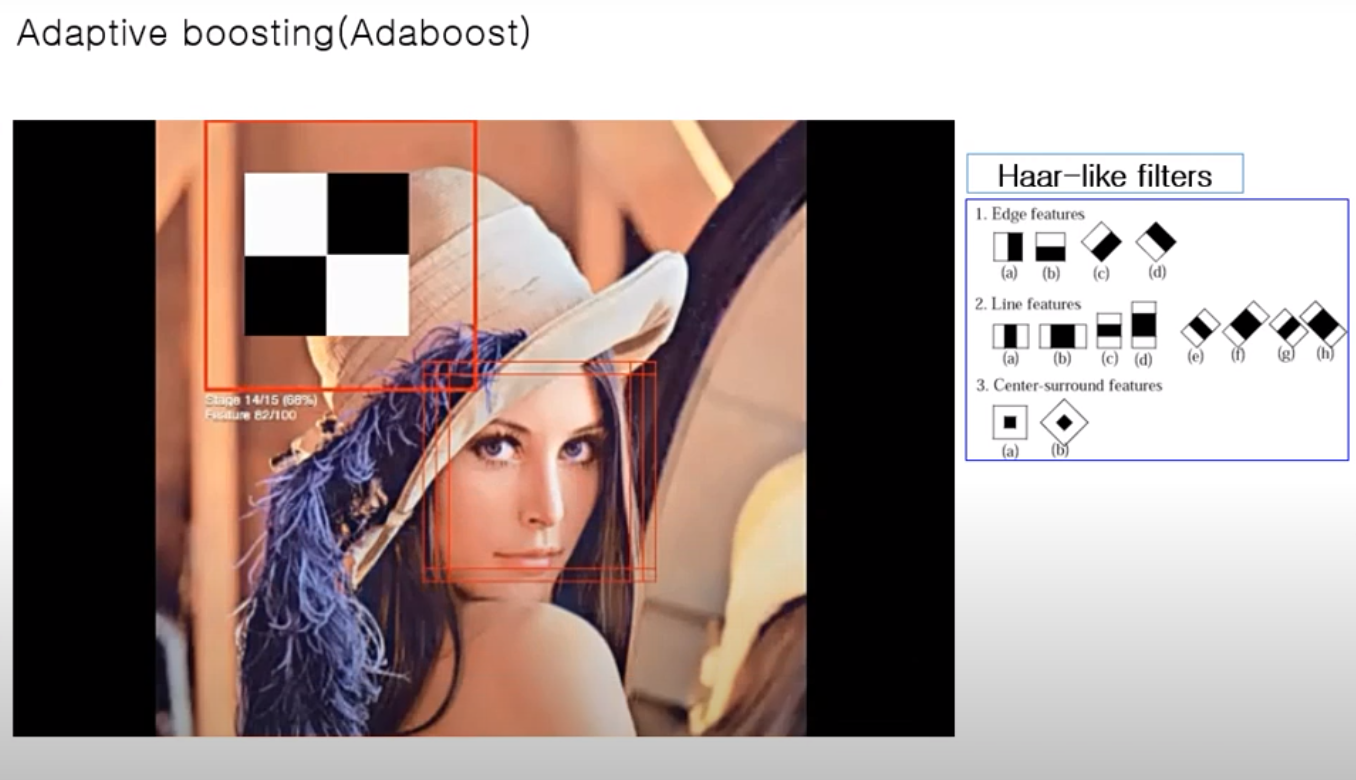 Adaptive boosting(Adaboost)
Stage 14/15 (68%)
Feature 82/100
Haar-like filters
1. Edge features
(a) (b) (c) (d)
2. Line features
(a) (b) (c) (d) (e) (f) (g) (h)
3. Center-surround features
(a) (b)